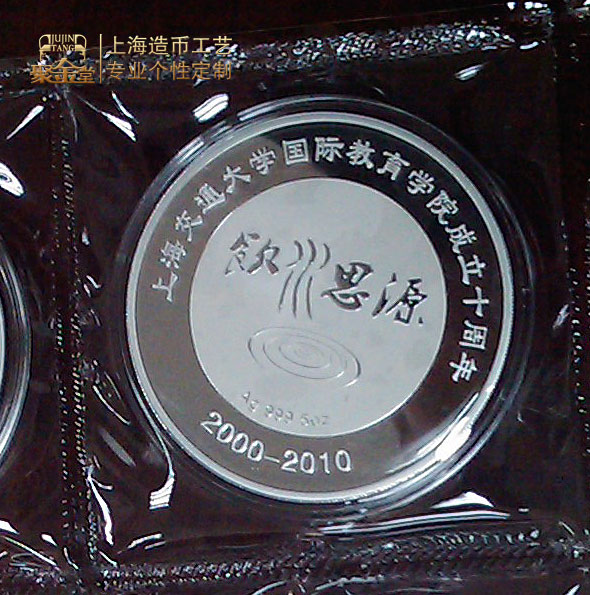 JIUJIN
TANG
聚金堂
上海造币工艺
专业个性定制
上海交通大学国际教育学院成立十周年
饮水思源
Ag 999 5oz
2000-2010